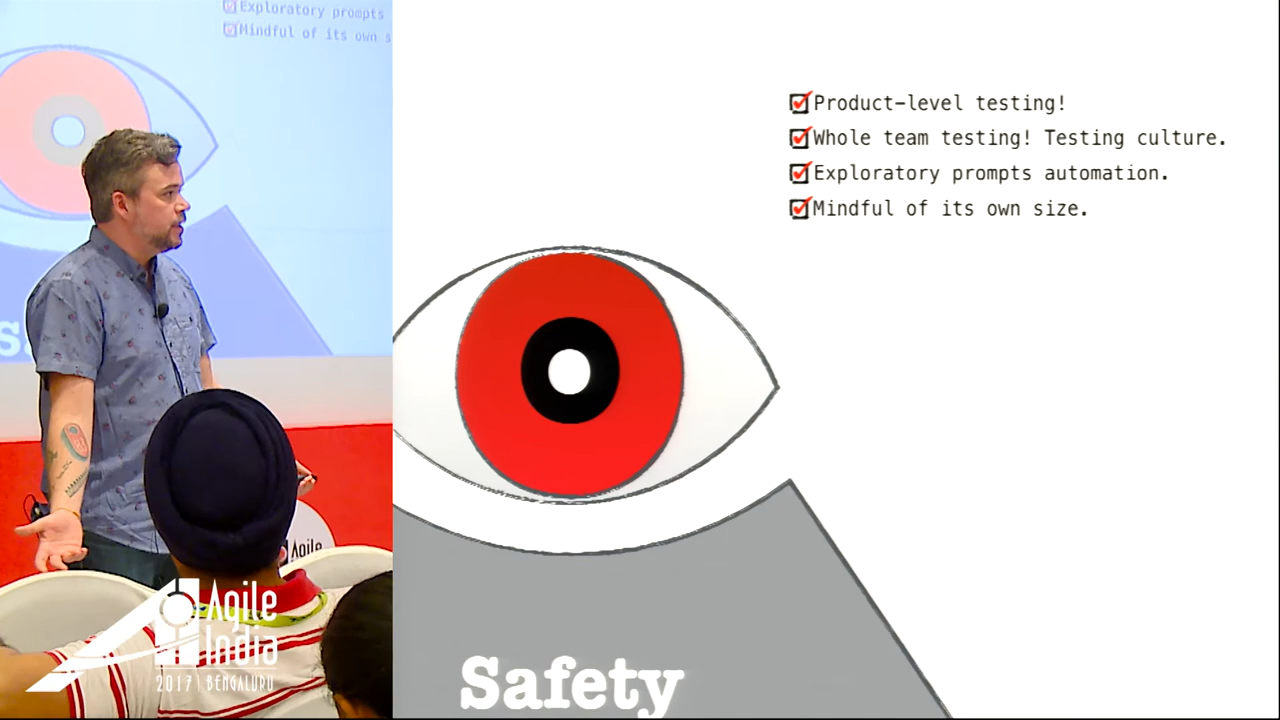 Exploratory prompts
Mindful of its own s
Product-level testing!
Whole team testing! Testing culture.
Exploratory prompts automation.
Mindful of its own size.
Safety
Agile
Agile
India
2017 | BENGALURU